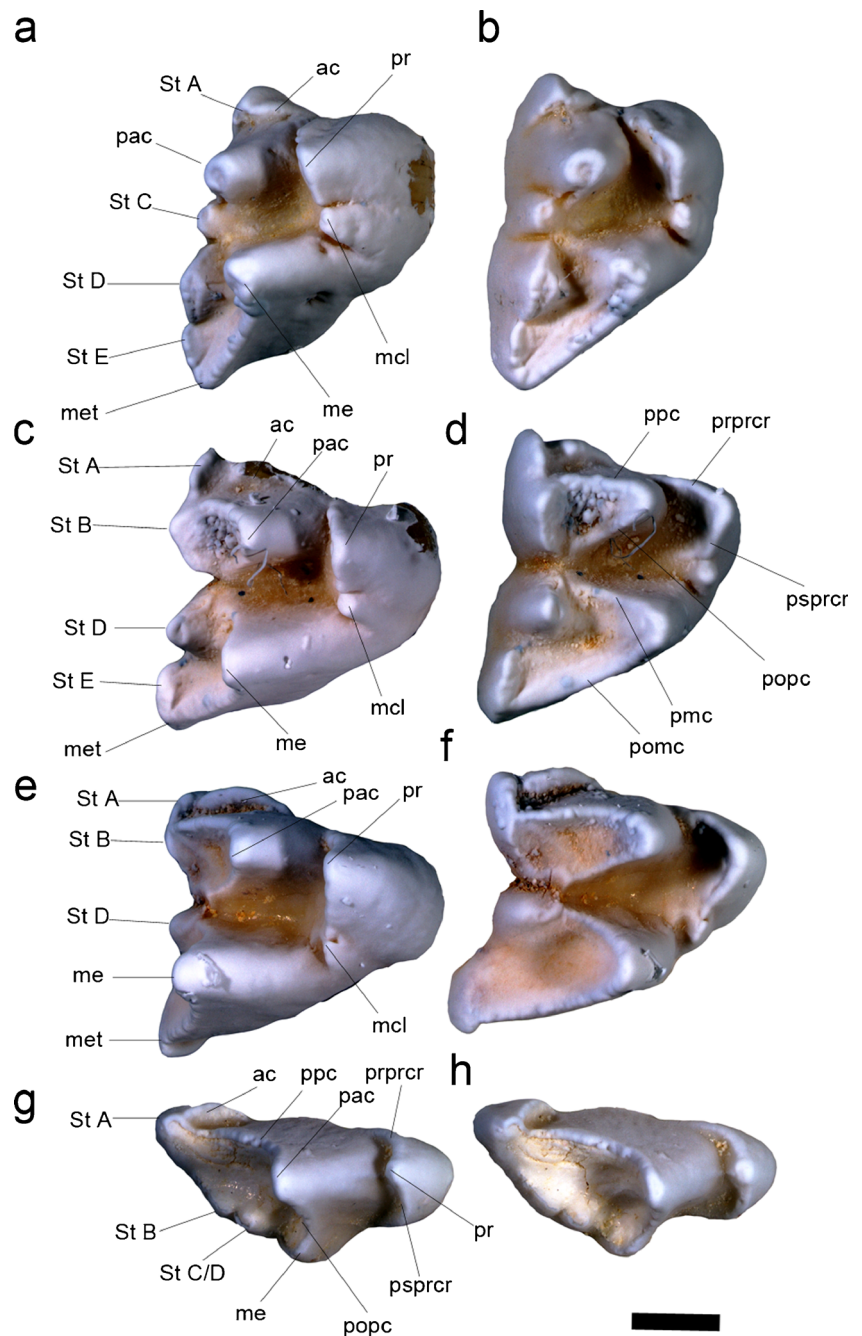 a
b
St A
ac
pr
pac
St C
St D
St E
met
me
mcl
c
d
ac
pac
pr
ppc
prprcr
St A
St B
St D
St E
met
me
mcl
psprcr
popc
pmc
pomc
e
f
St A
ac
pac
pr
St B
St D
me
met
mcl
g
h
St A
ac
ppc
pac
prprcr
St B
St C/D
me
popc
psprcr
pr